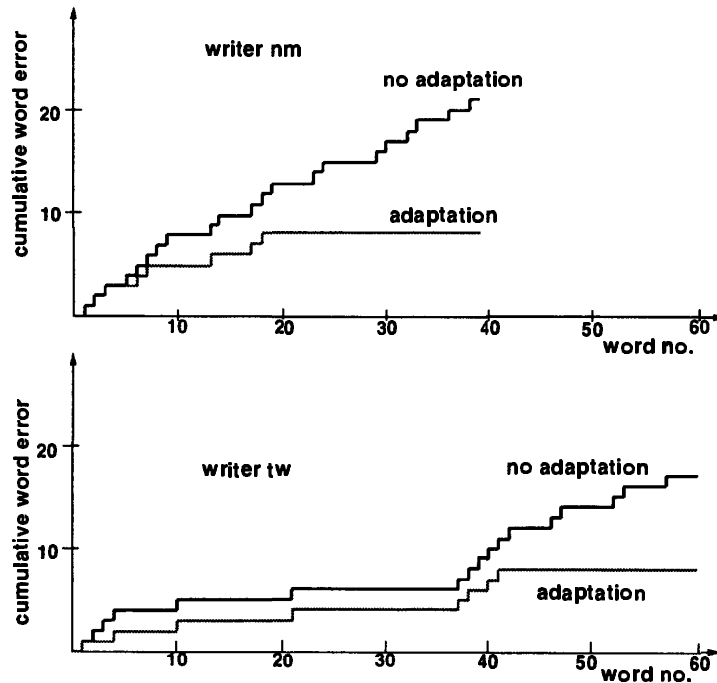 cumulative word error
writer nm
no adaptation
20
adaptation
10
10 20 30 40 50 60
word no.
cumulative word error
20
writer tw
no adaptation
10
adaptation
10 20 30 40 50 60
word no.